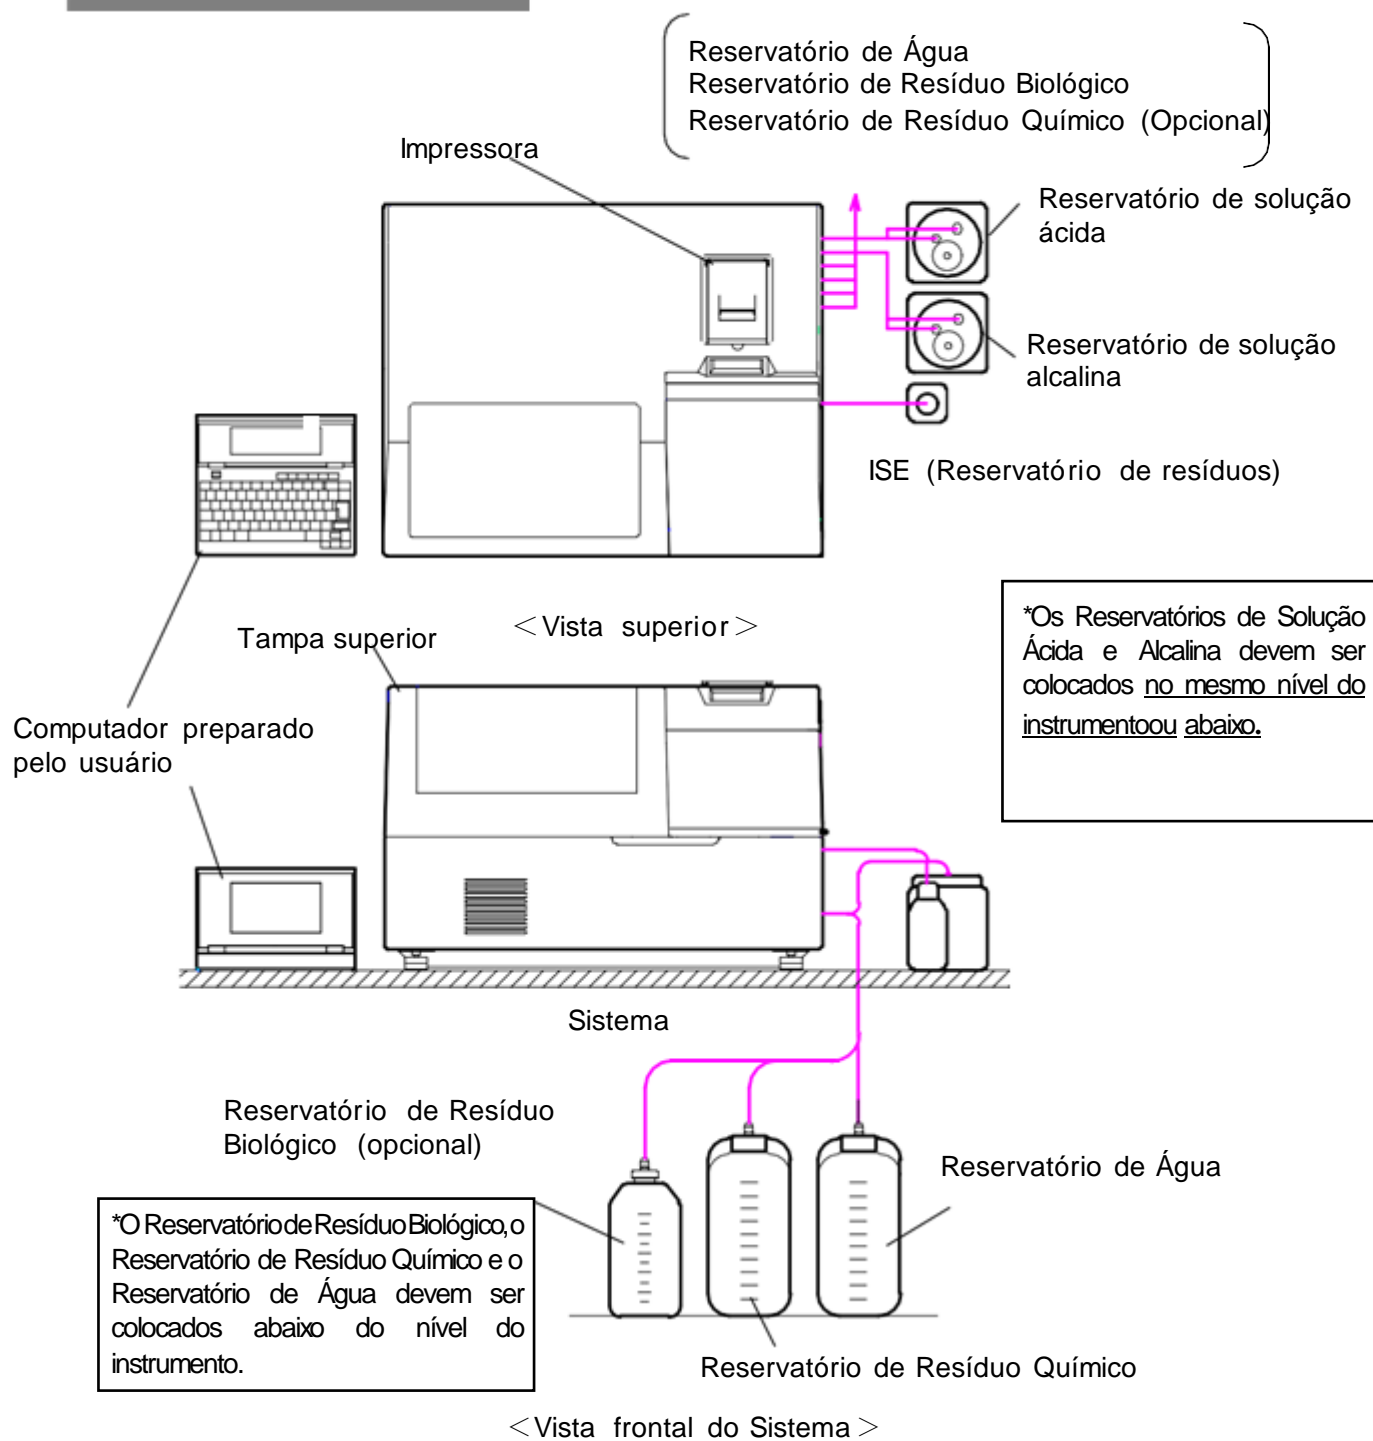 Reservatório de Água
Reservatório de Resíduo Biológico
Reservatório de Resíduo Químico (Opcional)
Impressora
Reservatório de solução
ácida
Reservatório de solução
alcalina
ISE (Reservatório de resíduos)
<Vista superior>
Tampa superior
*Os Reservatórios de Solução
Ácida e Alcalina devem ser
colocados no mesmo nível do
instrumentoou abaixo.
Computador preparado
pelo usuário
Sistema
Reservatório de Resíduo
Biológico (opcional)
Reservatório de Água
*O Reservatório de Resíduo Biológico, o
Reservatório de Resíduo Químico e o
Reservatório de Água devem ser
colocados abaixo do nível do
instrumento.
Reservatório de Resíduo Químico
<Vista frontal do Sistema>